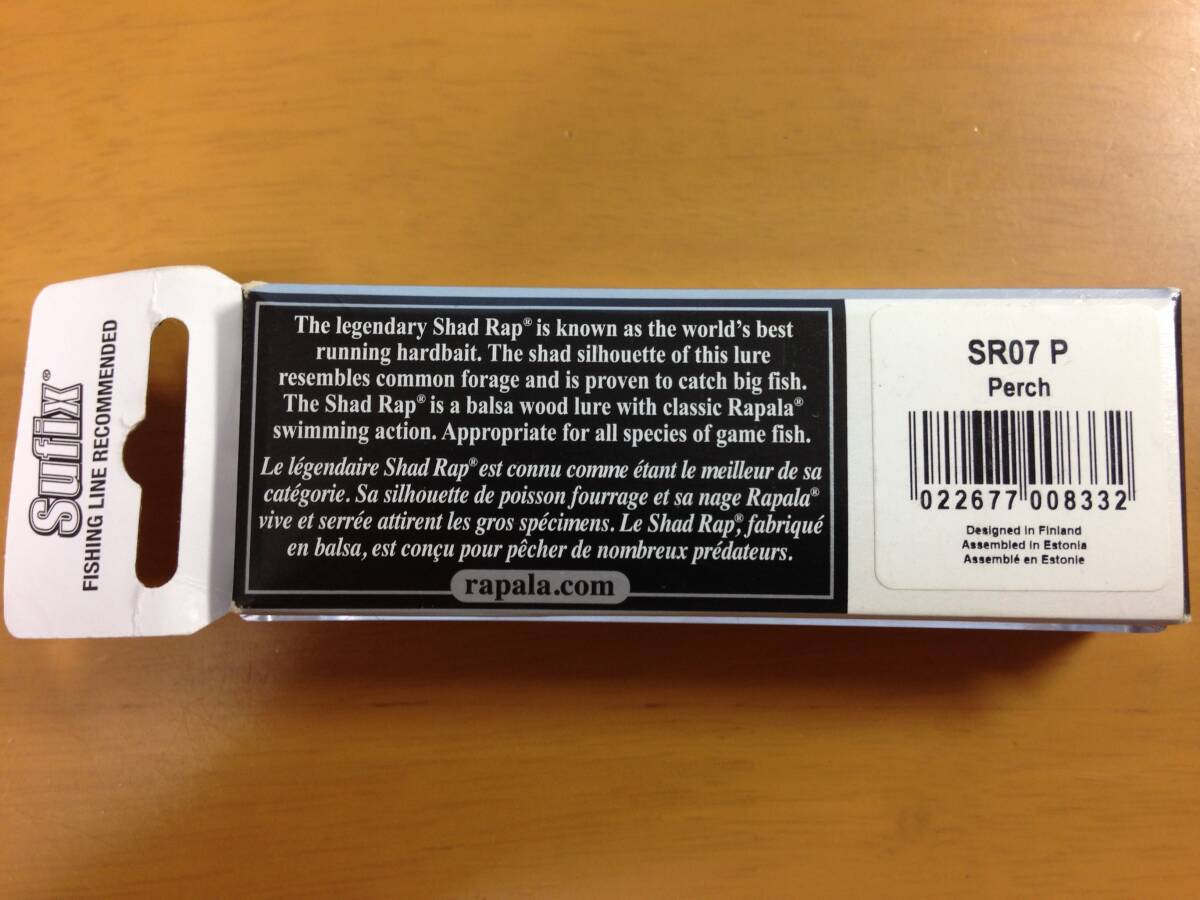 Sufix®
FISHING LINE RECOMMENDED
The legendary Shad Rap® is known as the world's best
running hardbait. The shad silhouette of this lure
resembles common forage and is proven to catch big fish.
The Shad Rap® is a balsa wood lure with classic Rapala®
swimming action. Appropriate for all species of game fish.
Le légendaire Shad Rap® est connu comme étant le meilleur de sa
catégorie. Sa silhouette de poisson fourrage et sa nage Rapala®
vive et serrée attirent les gros spécimens. Le Shad Rap®, fabriqué
en balsa, est conçu pour pêcher de nombreux prédateurs.
rapala.com
SR07 P
Perch
022677 008332
Designed in Finland
Assembled in Estonia
Assemblé en Estonie